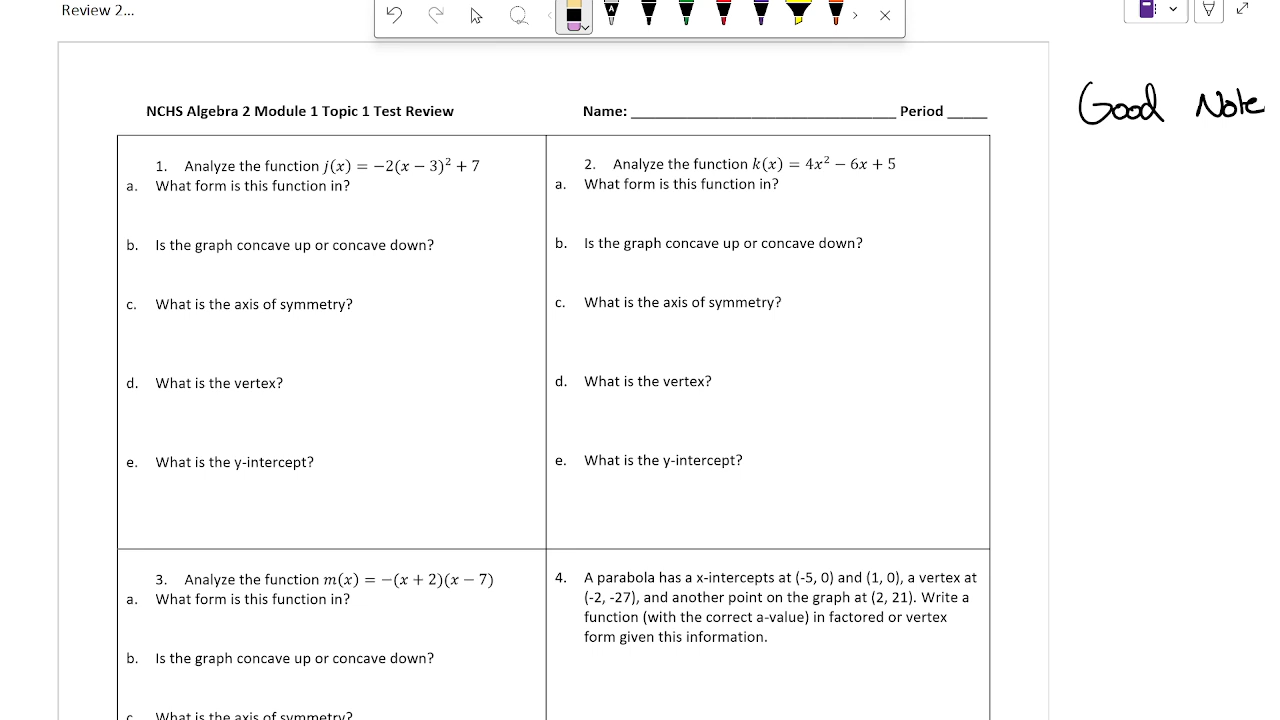 Review 2...
Good Note
NCHS Algebra 2 Module 1 Topic 1 Test Review
Name: ________________________________ Period _____
1. Analyze the function j(x) = −2(x − 3)² + 7
a. What form is this function in?
b. Is the graph concave up or concave down?
c. What is the axis of symmetry?
d. What is the vertex?
e. What is the y-intercept?
2. Analyze the function k(x) = 4x² − 6x + 5
a. What form is this function in?
b. Is the graph concave up or concave down?
c. What is the axis of symmetry?
d. What is the vertex?
e. What is the y-intercept?
3. Analyze the function m(x) = −(x + 2)(x − 7)
a. What form is this function in?
b. Is the graph concave up or concave down?
c. What is the axis of symmetry?
4. A parabola has a x-intercepts at (-5, 0) and (1, 0), a vertex at
(-2, -27), and another point on the graph at (2, 21). Write a
function (with the correct a-value) in factored or vertex
form given this information.